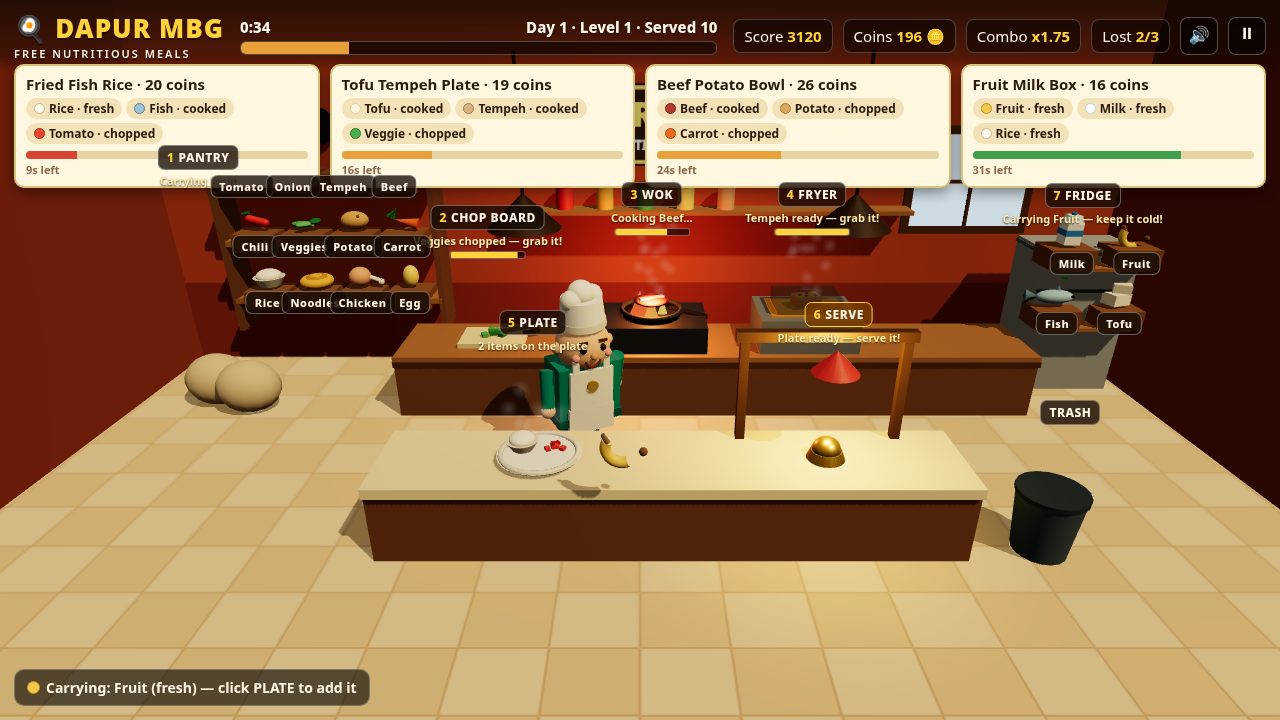 🍳 DAPUR MBG
FREE NUTRITIOUS MEALS
0:34
Day 1 · Level 1 · Served 10
Score 3120
Coins 196
Combo x1.75
Lost 2/3
Fried Fish Rice · 20 coins
Rice · fresh
Fish · cooked
Tomato · chopped
9s left
Tofu Tempeh Plate · 19 coins
Tofu · cooked
Tempeh · cooked
Veggie · chopped
16s left
Beef Potato Bowl · 26 coins
Beef · cooked
Potato · chopped
Carrot · chopped
24s left
Fruit Milk Box · 16 coins
Fruit · fresh
Milk · fresh
Rice · fresh
31s left
1 PANTRY
Carrying
Tomato
Onion
Tempeh
Beef
Chili
Veggies
Potato
Carrot
Rice
Noodle
Chicken
Egg
2 CHOP BOARD
ggies chopped — grab it!
3 WOK
Cooking Beef...
4 FRYER
Tempeh ready — grab it!
7 FRIDGE
Carrying Fruit — keep it cold!
Milk
Fruit
Fish
Tofu
5 PLATE
2 items on the plate
6 SERVE
Plate ready — serve it!
TRASH
Carrying: Fruit (fresh) — click PLATE to add it